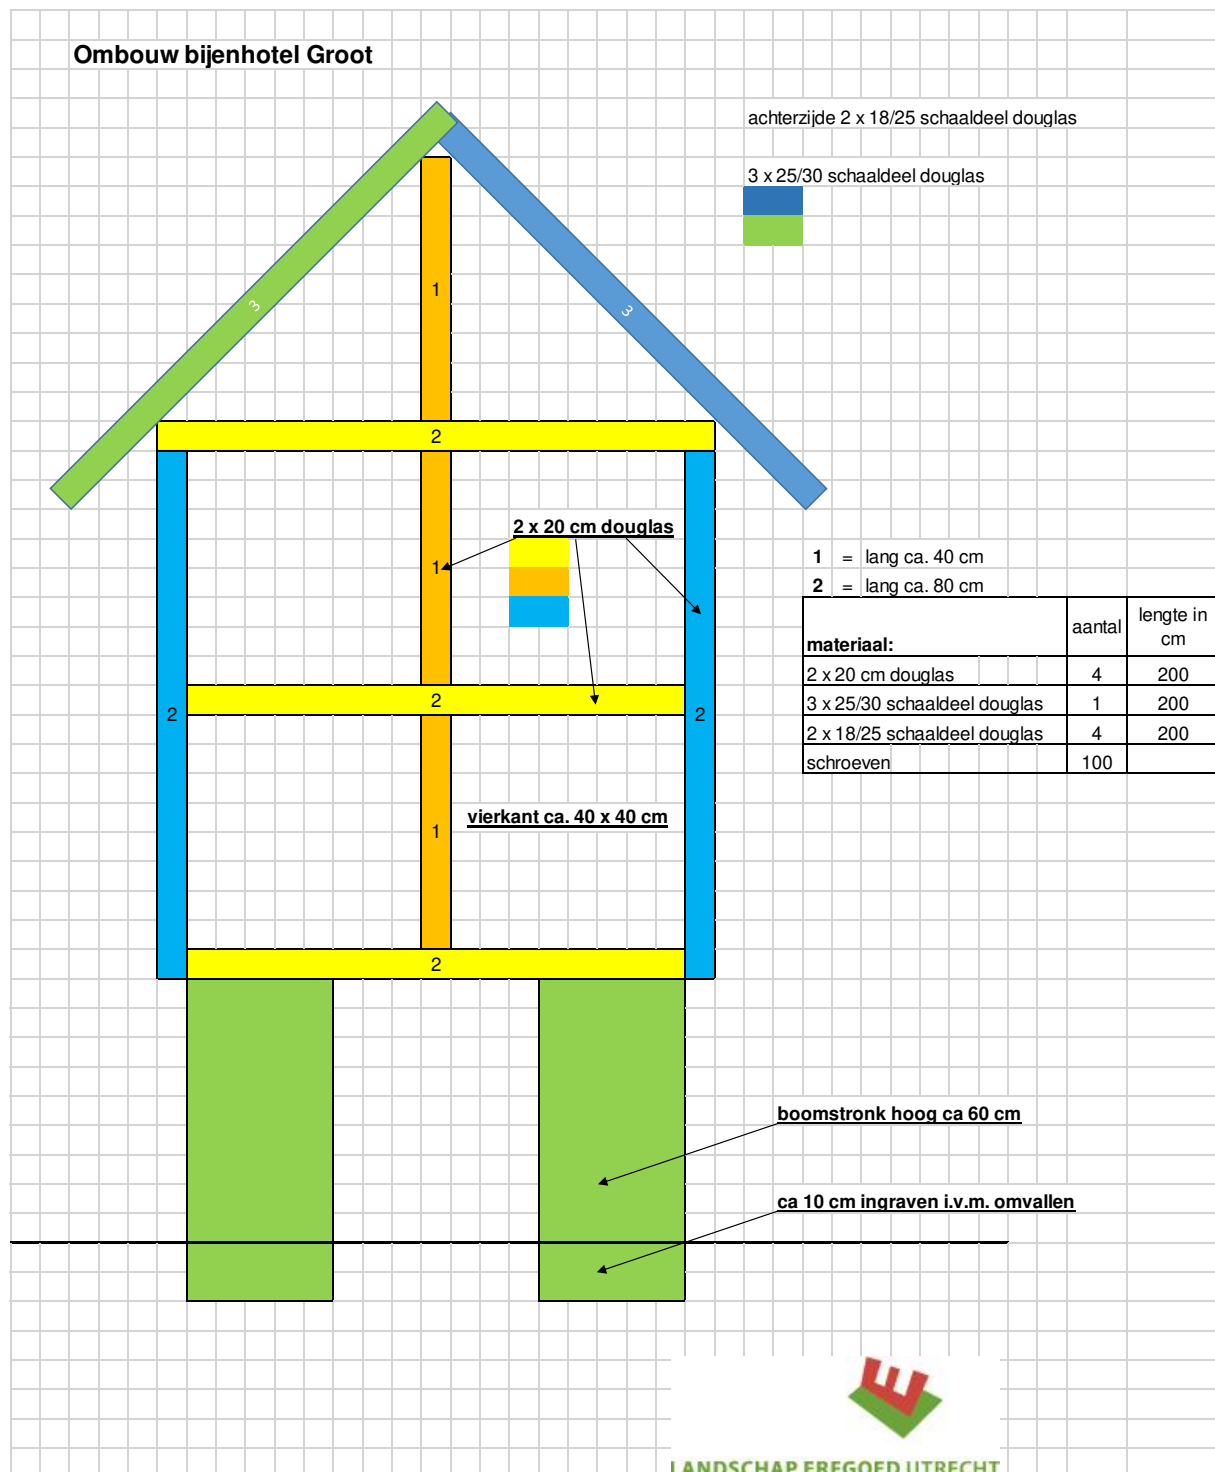 Ombouw bijenhotel Groot
achterzijde 2 x 18/25 schaaldeel douglas
3 x 25/30 schaaldeel douglas
1
3
3
2
2 x 20 cm douglas
1
1 = lang ca. 40 cm
2 = lang ca. 80 cm
materiaal: aantal lengte in cm
2 x 20 cm douglas 4 200
3 x 25/30 schaaldeel douglas 1 200
2 x 18/25 schaaldeel douglas 4 200
schroeven 100
2
2
2
vierkant ca. 40 x 40 cm
1
2
boomstronk hoog ca 60 cm
ca 10 cm ingraven i.v.m. omvallen
LANDSCHAP ERFGOED UTRECHT